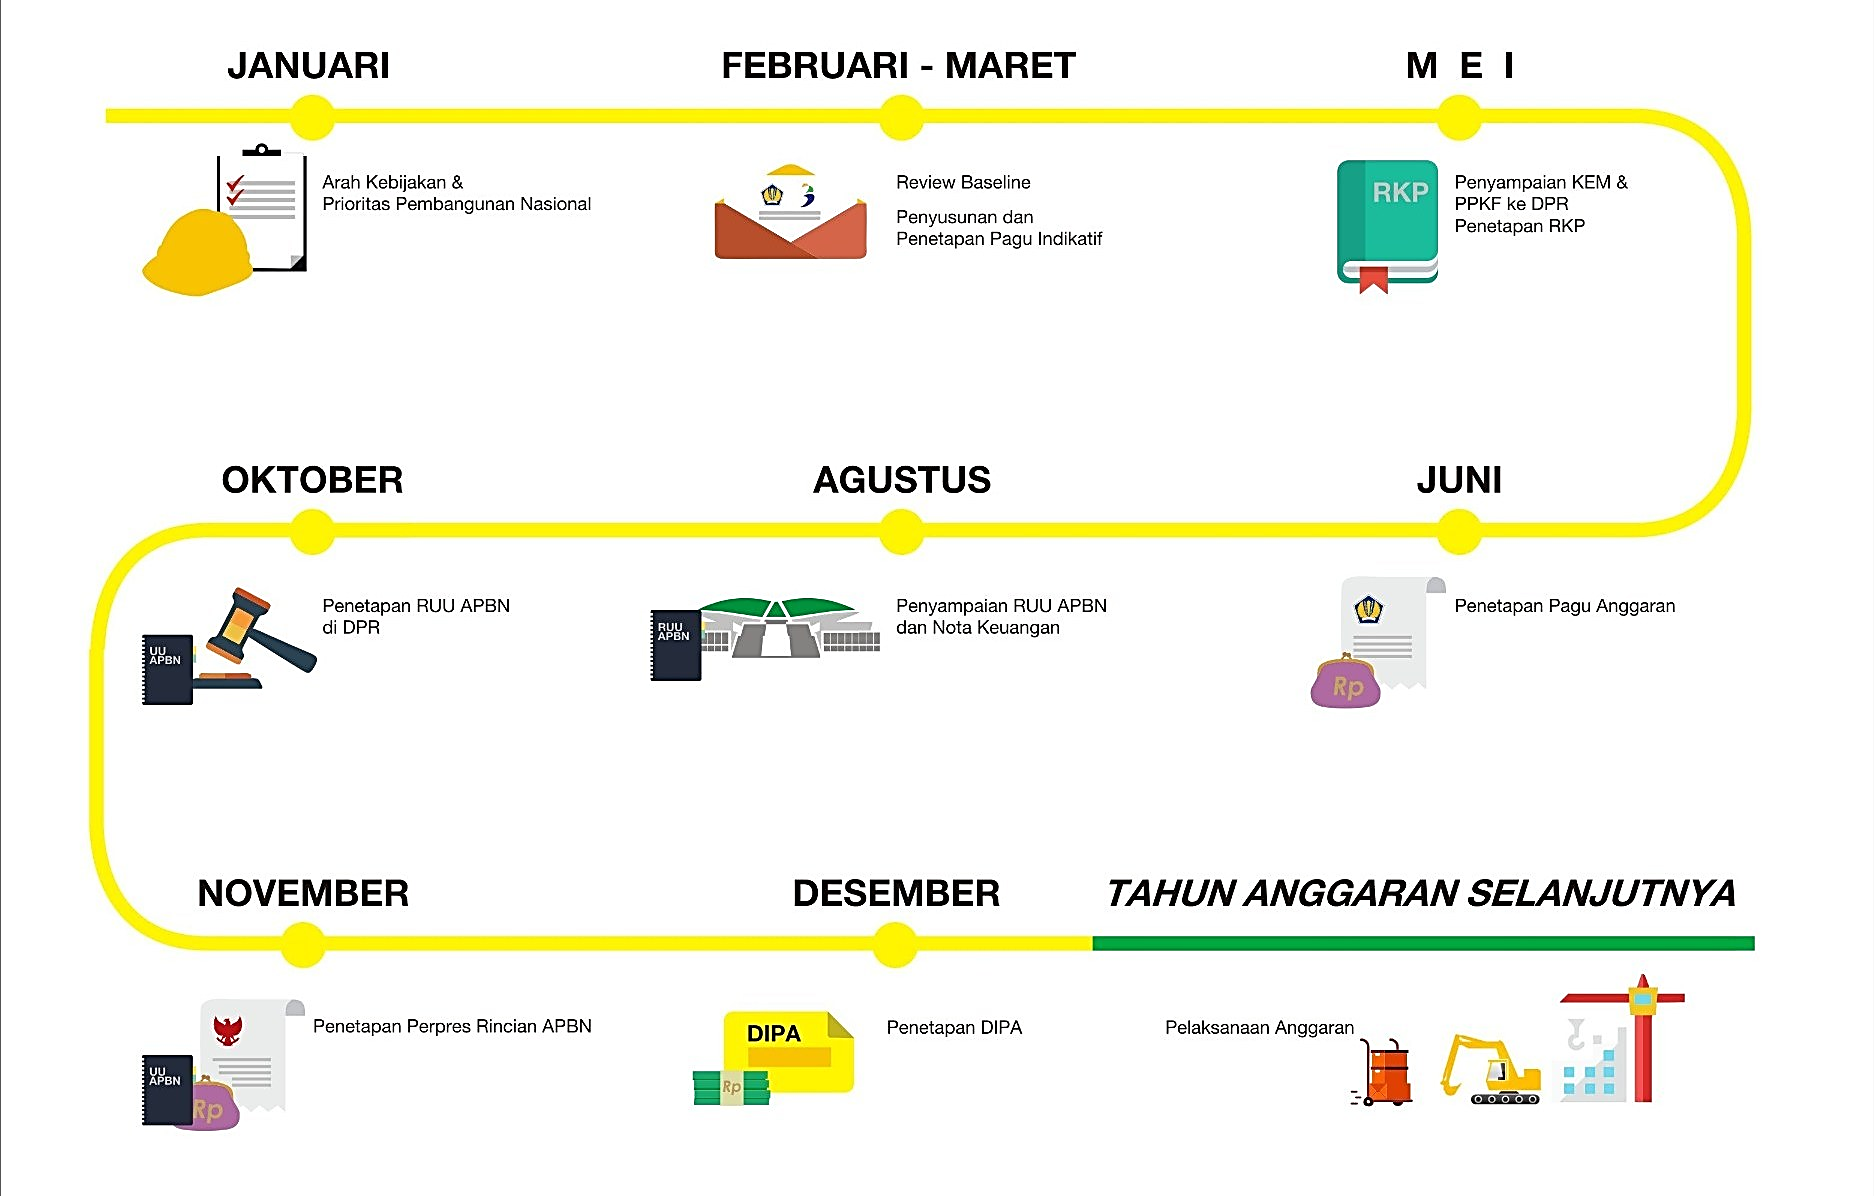 JANUARI
Arah Kebijakan &
Prioritas Pembangunan Nasional
FEBRUARI - MARET
Review Baseline
Penyusunan dan
Penetapan Pagu Indikatif
M E I
RKP
Penyampaian KEM &
PPKF ke DPR
Penetapan RKP
JUNI
Penetapan Pagu Anggaran
Rp
AGUSTUS
RUU
APBN
Penyampaian RUU APBN
dan Nota Keuangan
OKTOBER
UU
APBN
Penetapan RUU APBN
di DPR
NOVEMBER
UU
APBN
Rp
Penetapan Perpres Rincian APBN
DESEMBER
DIPA
Rp
Penetapan DIPA
TAHUN ANGGARAN SELANJUTNYA
Pelaksanaan Anggaran